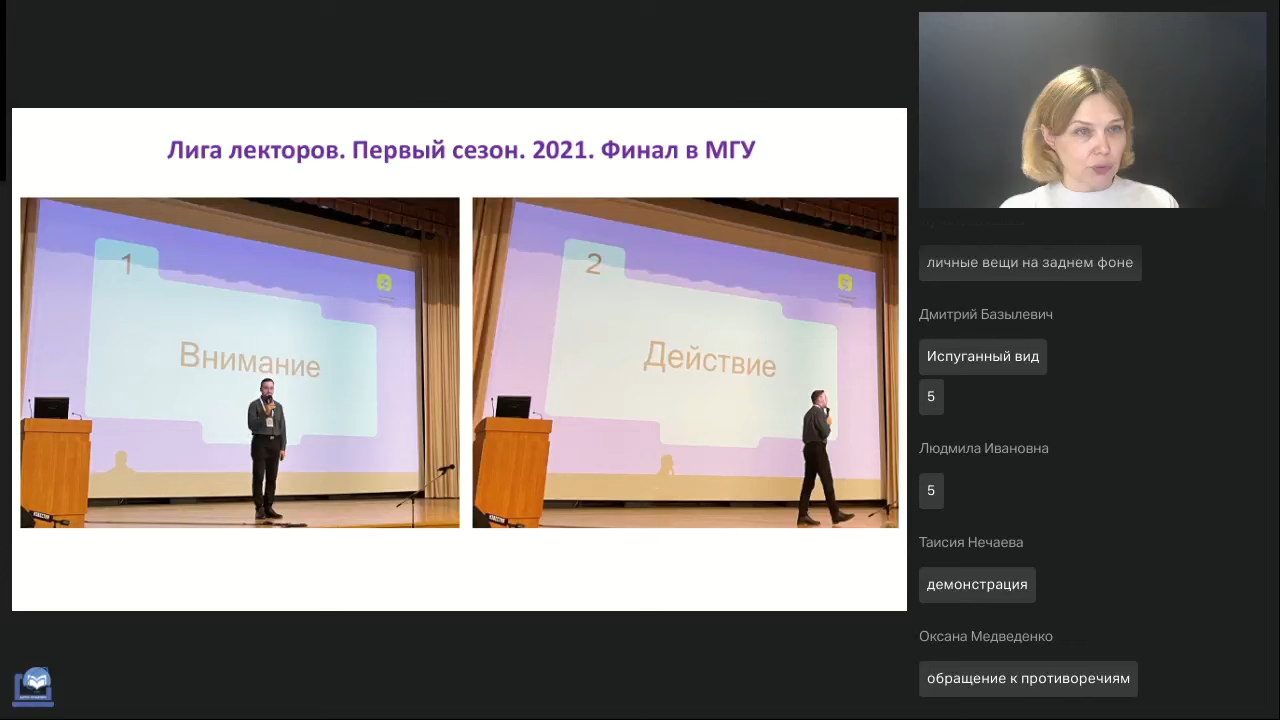 Лига лекторов. Первый сезон. 2021. Финал в МГУ
1
Внимание
2
Действие
личные вещи на заднем фоне
Дмитрий Базылевич
Испуганный вид
5
Людмила Ивановна
5
Таисия Нечаева
демонстрация
Оксана Медведенко
обращение к противоречиям